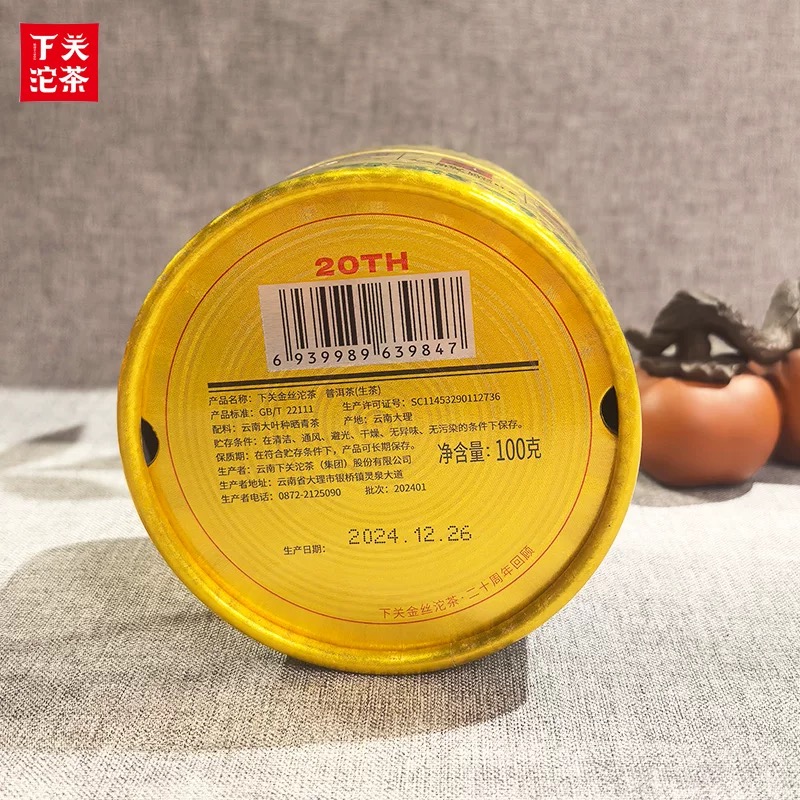 下关
沱茶
20TH
6 939989 639847
产品名称：下关金丝沱茶 普洱茶(生茶)
产品标准：GB/T 22111 生产许可证号：SC11453290112736
配料：云南大叶种晒青茶 产地：云南大理
贮存条件：在清洁、通风、避光、干燥、无异味、无污染的条件下保存。
保质期：在符合贮存条件下，产品可长期保存。
净含量：100克
生产者：云南下关沱茶（集团）股份有限公司
生产者地址：云南省大理市银桥镇灵泉大道
生产者电话：0872-2125090 批次：202401
生产日期： 2024.12.26
下关金丝沱茶·二十周年回顾